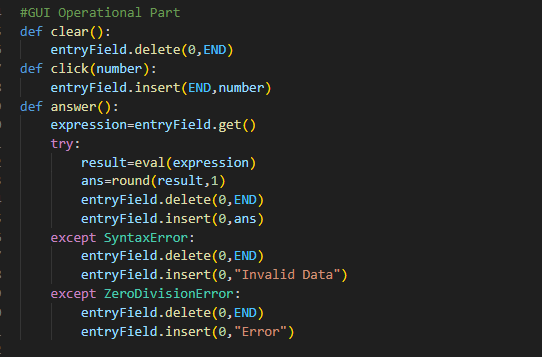 #GUI Operational Part
def clear():
    entryField.delete(0,END)
def click(number):
    entryField.insert(END,number)
def answer():
    expression=entryField.get()
    try:
        result=eval(expression)
        ans=round(result,1)
        entryField.delete(0,END)
        entryField.insert(0,ans)
    except SyntaxError:
        entryField.delete(0,END)
        entryField.insert(0,"Invalid Data")
    except ZeroDivisionError:
        entryField.delete(0,END)
        entryField.insert(0,"Error")